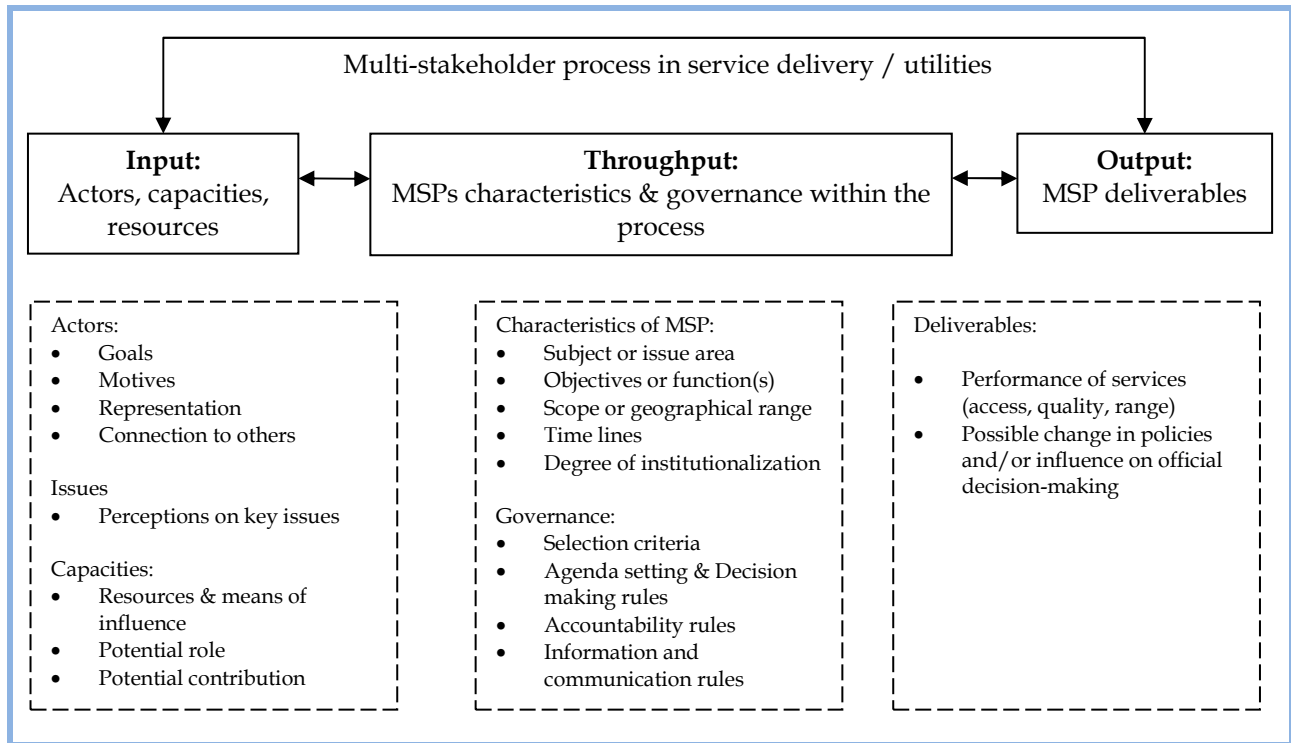 Multi-stakeholder process in service delivery / utilities
Input:
Actors, capacities,
resources
Throughput:
MSPs characteristics & governance within the
process
Output:
MSP deliverables
Actors:
• Goals
• Motives
• Representation
• Connection to others
Issues
• Perceptions on key issues
Capacities:
• Resources & means of
influence
• Potential role
• Potential contribution
Characteristics of MSP:
• Subject or issue area
• Objectives or function(s)
• Scope or geographical range
• Time lines
• Degree of institutionalization
Governance:
• Selection criteria
• Agenda setting & Decision
making rules
• Accountability rules
• Information and
communication rules
Deliverables:
• Performance of services
(access, quality, range)
• Possible change in policies
and/or influence on official
decision-making